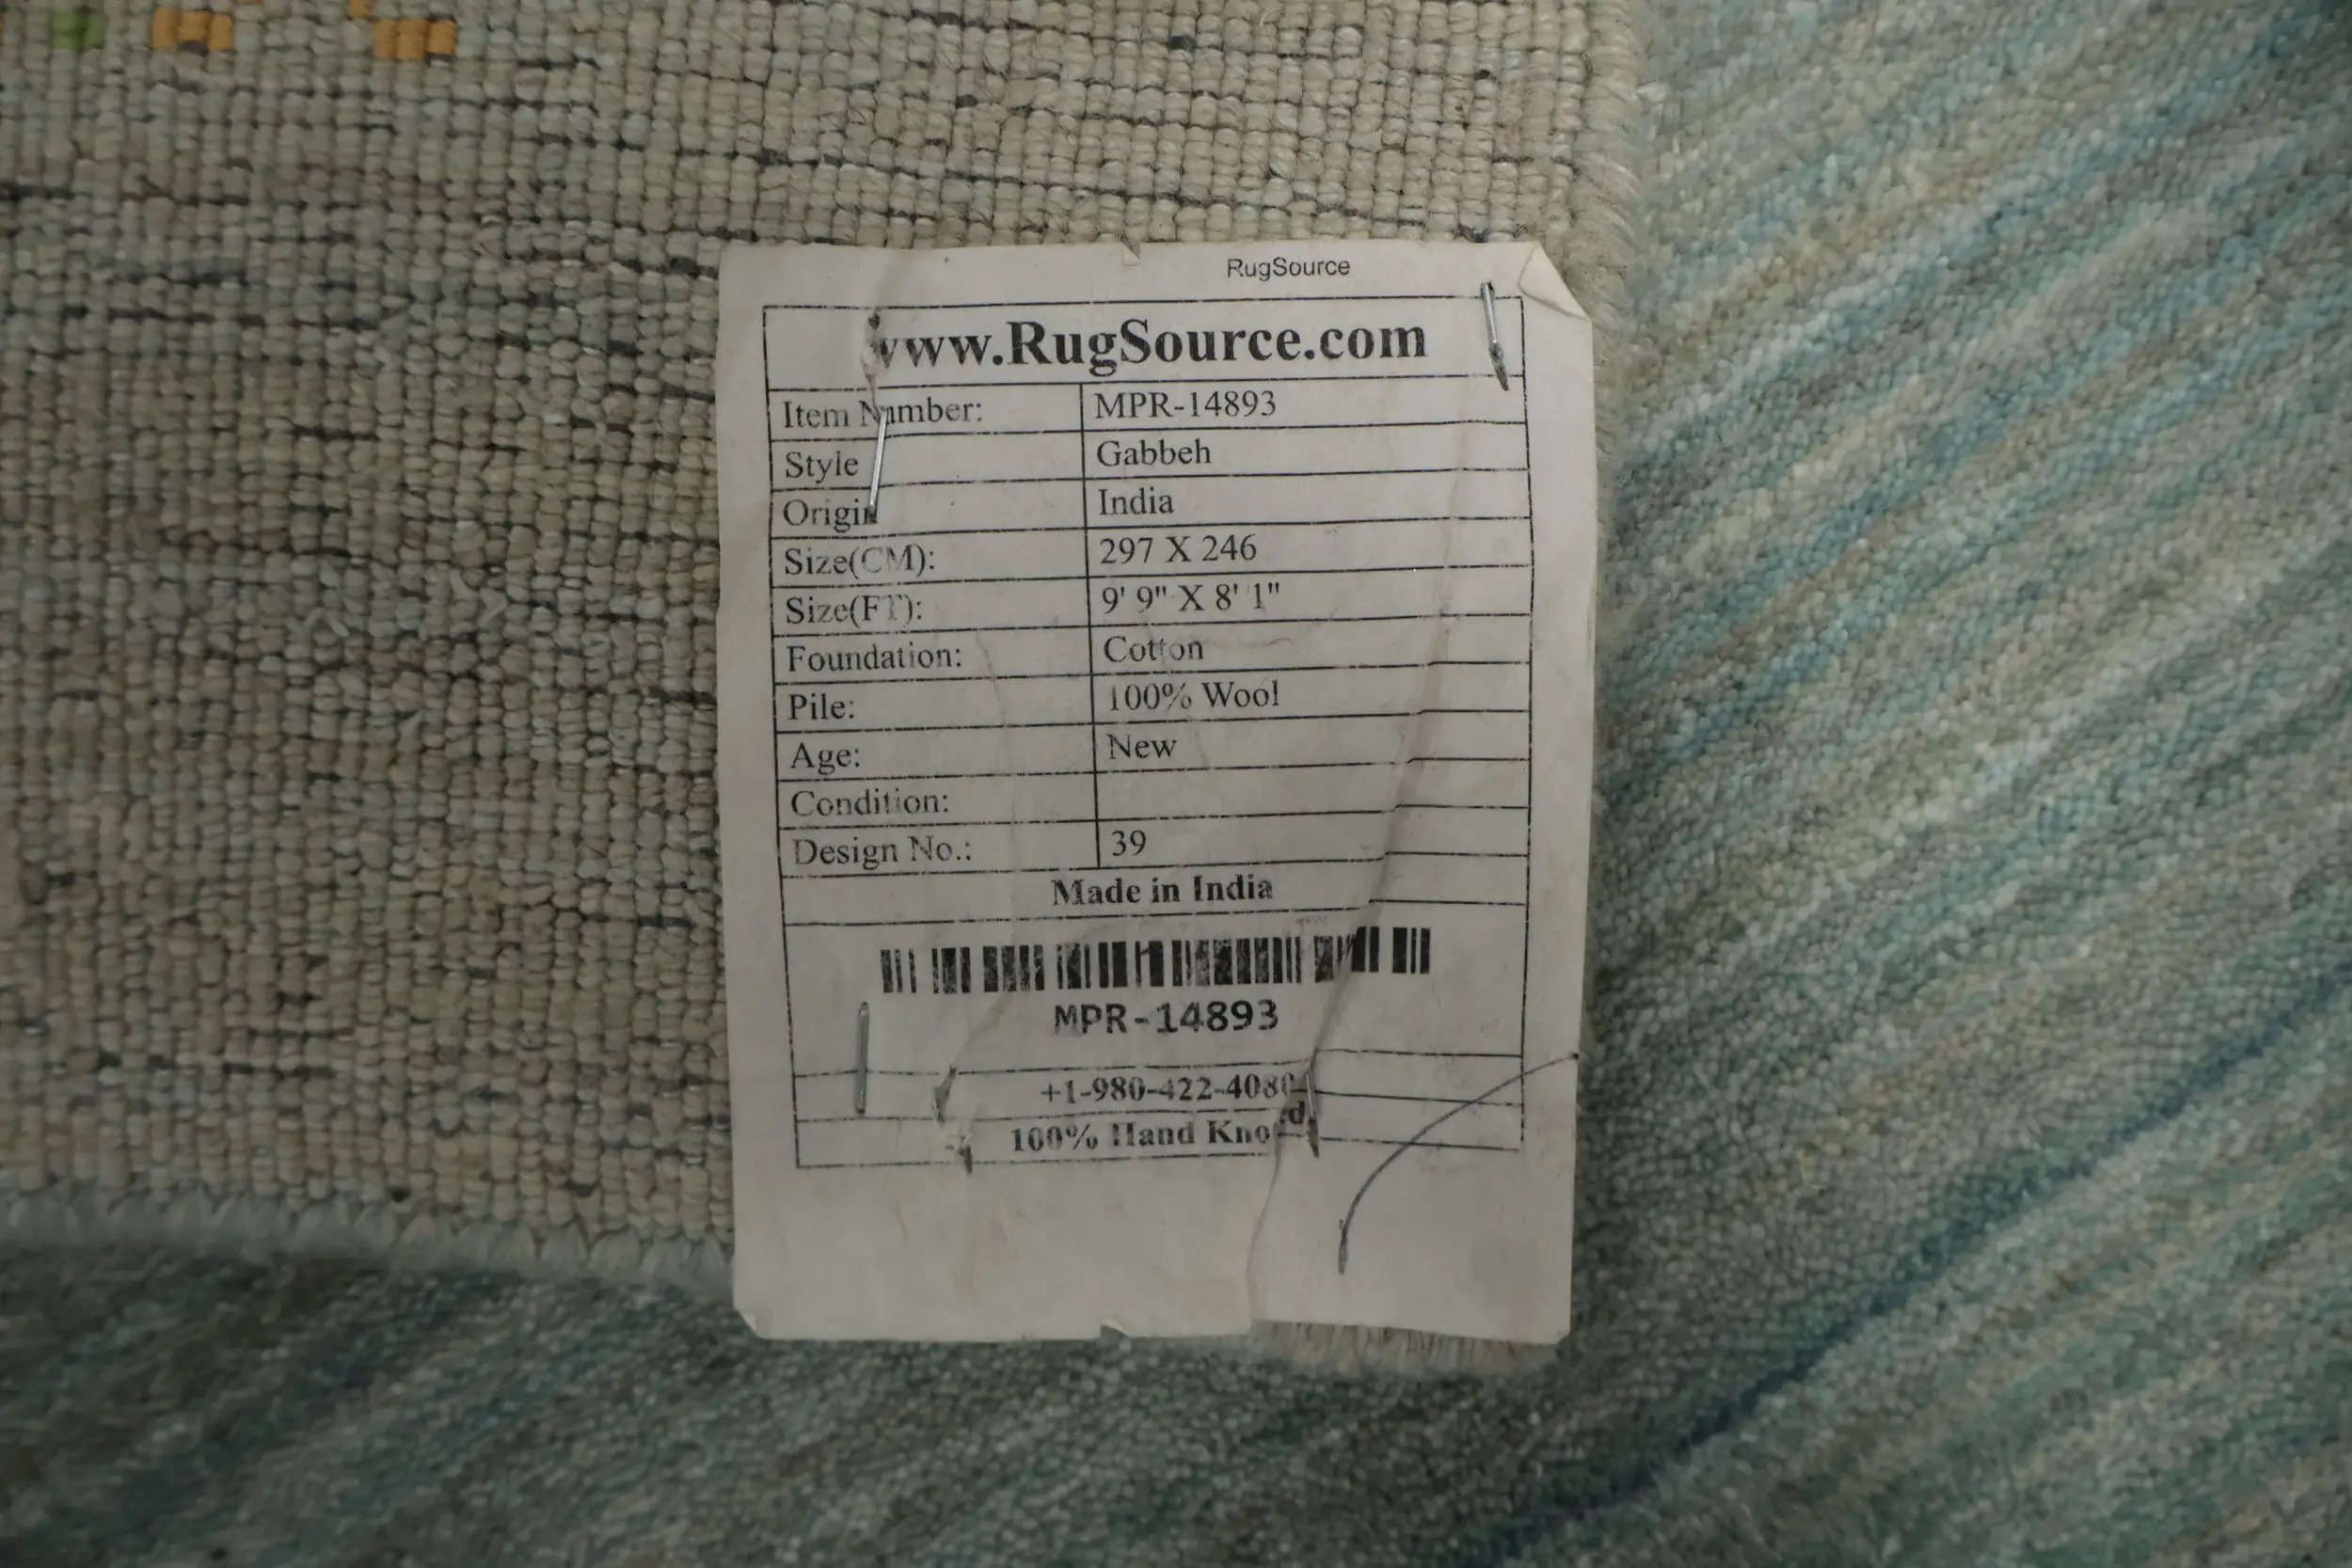 RugSource
www.RugSource.com
Item Number: MPR-14893
Style Gabbeh
Origin India
Size(CM): 297 X 246
Size(FT): 9' 9" X 8' 1"
Foundation: Cotton
Pile: 100% Wool
Age: New
Condition:
Design No.: 39
Made in India
MPR-14893
+1-980-422-4080
100% Hand